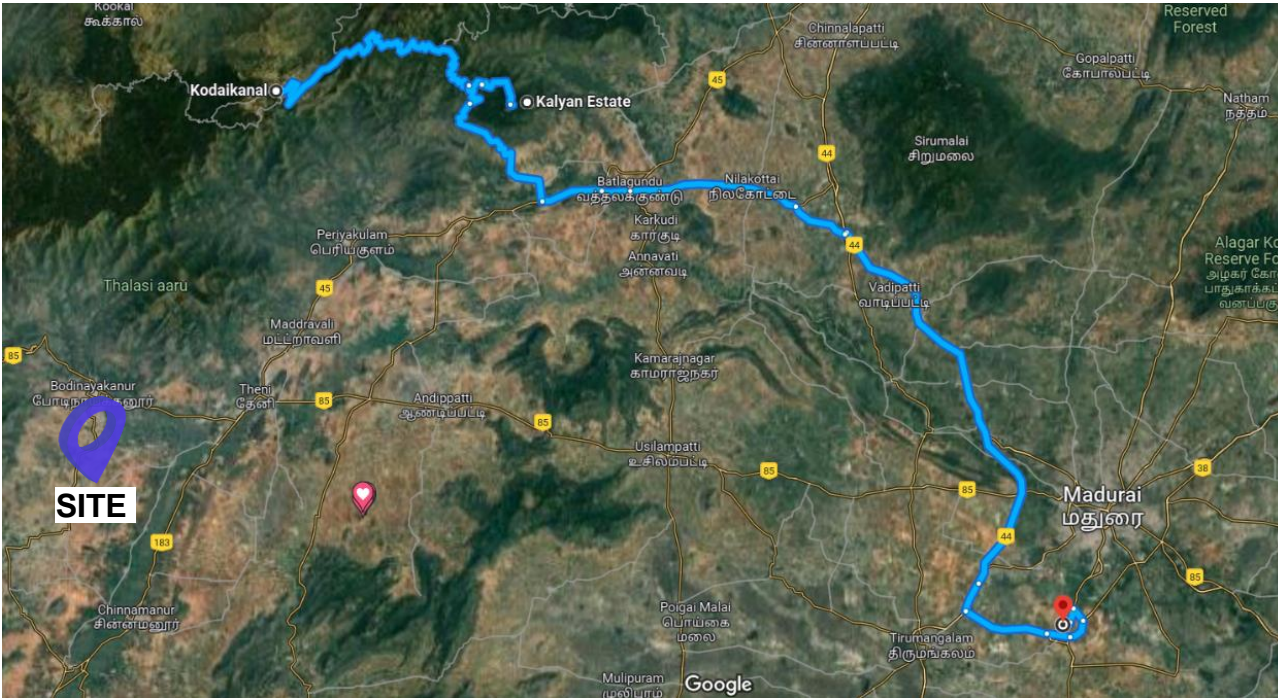 Kookal
கூக்கால்
Reserved
Forest
Chinnalapatti
சின்னாளப்பட்டி
Gopalpatti
கோபால்பட்டி
45
Kodaikanal
Kalyan Estate
Natham
நத்தம்
Sirumalai
சிறுமலை
44
Batlagundu
வத்தலக்குண்டு
Nilakottai
நிலகோட்டை
Karkudi
காரகுடி
Periyakulam
பெரியகுளம்
44
Annavati
அன்னவடி
Thalasi aaru
45
Vadipatti
வாடிப்பட்டி
Maddravali
மட்ட்ராவளி
85
Kamarajnagar
காமராஜ்நகர்
Bodinayakanur
Theni
தேனி
85
Andippatti
ஆண்டிப்பட்டி
85
Usilampatti
உசிலம்பட்டி
85
85
38
Madurai
மதுரை
SITE
183
44
85
Chinnamanur
சின்னமனூர்
Poigai Malai
பொய்கை
மலை
Tirumangalam
திருமங்கலம்
Mulipuram
Google